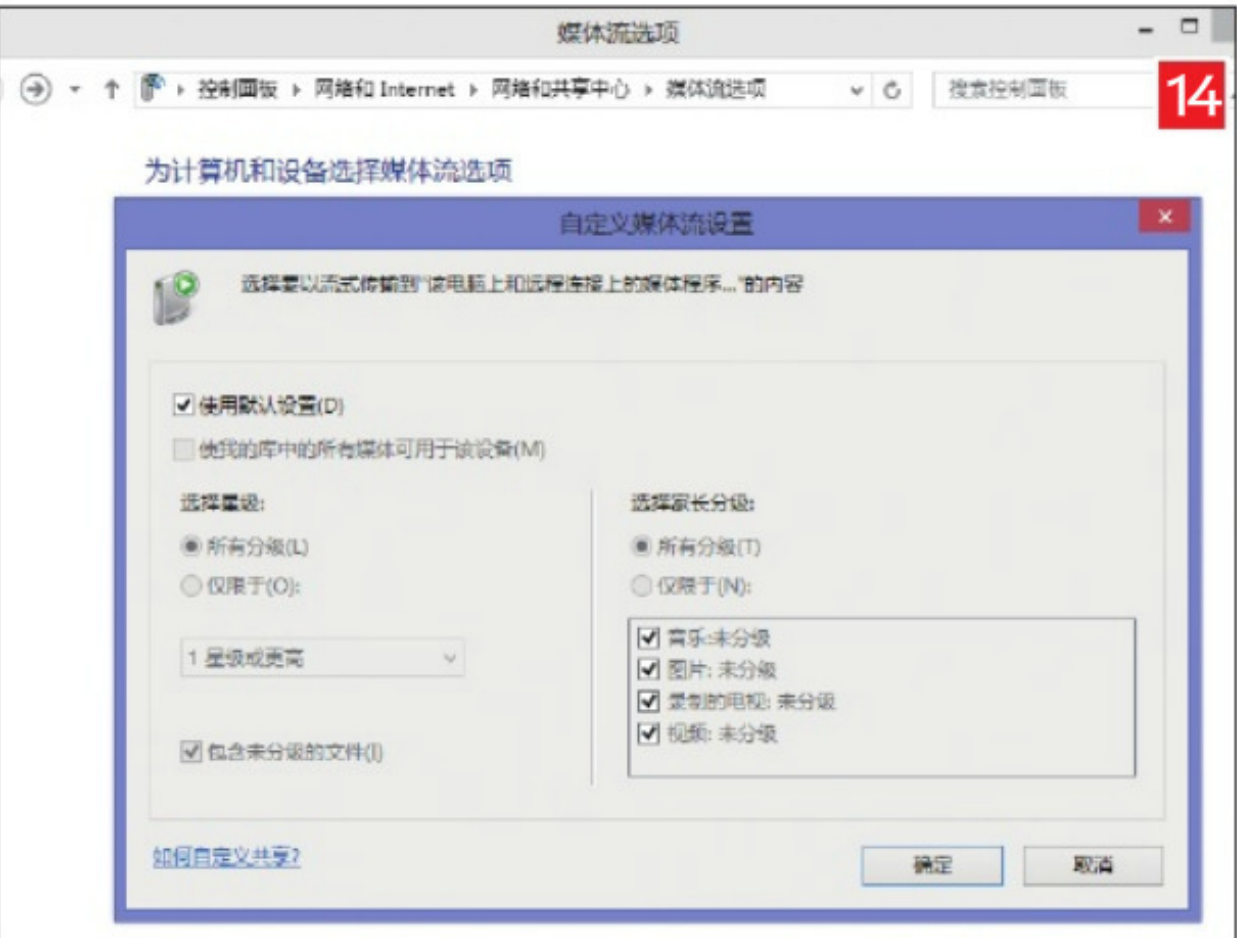 媒体流选项
控制面板 网络和 Internet 网络和共享中心 媒体流选项 搜索控制面板
14
为计算机和设备选择媒体流选项
自定义媒体流设置
选择要以流式传输到"该电脑上和远程连接上的媒体程序..."的内容
使用默认设置(D)
使我的库中的所有媒体可用于该设备(M)
选择星级:
所有分级(L)
仅限于(O):
1 星级或更高
包含未分级的文件(I)
选择家长分级:
所有分级(T)
仅限于(N):
音乐:未分级
图片: 未分级
录制的电视: 未分级
视频: 未分级
如何自定义共享?
确定 取消